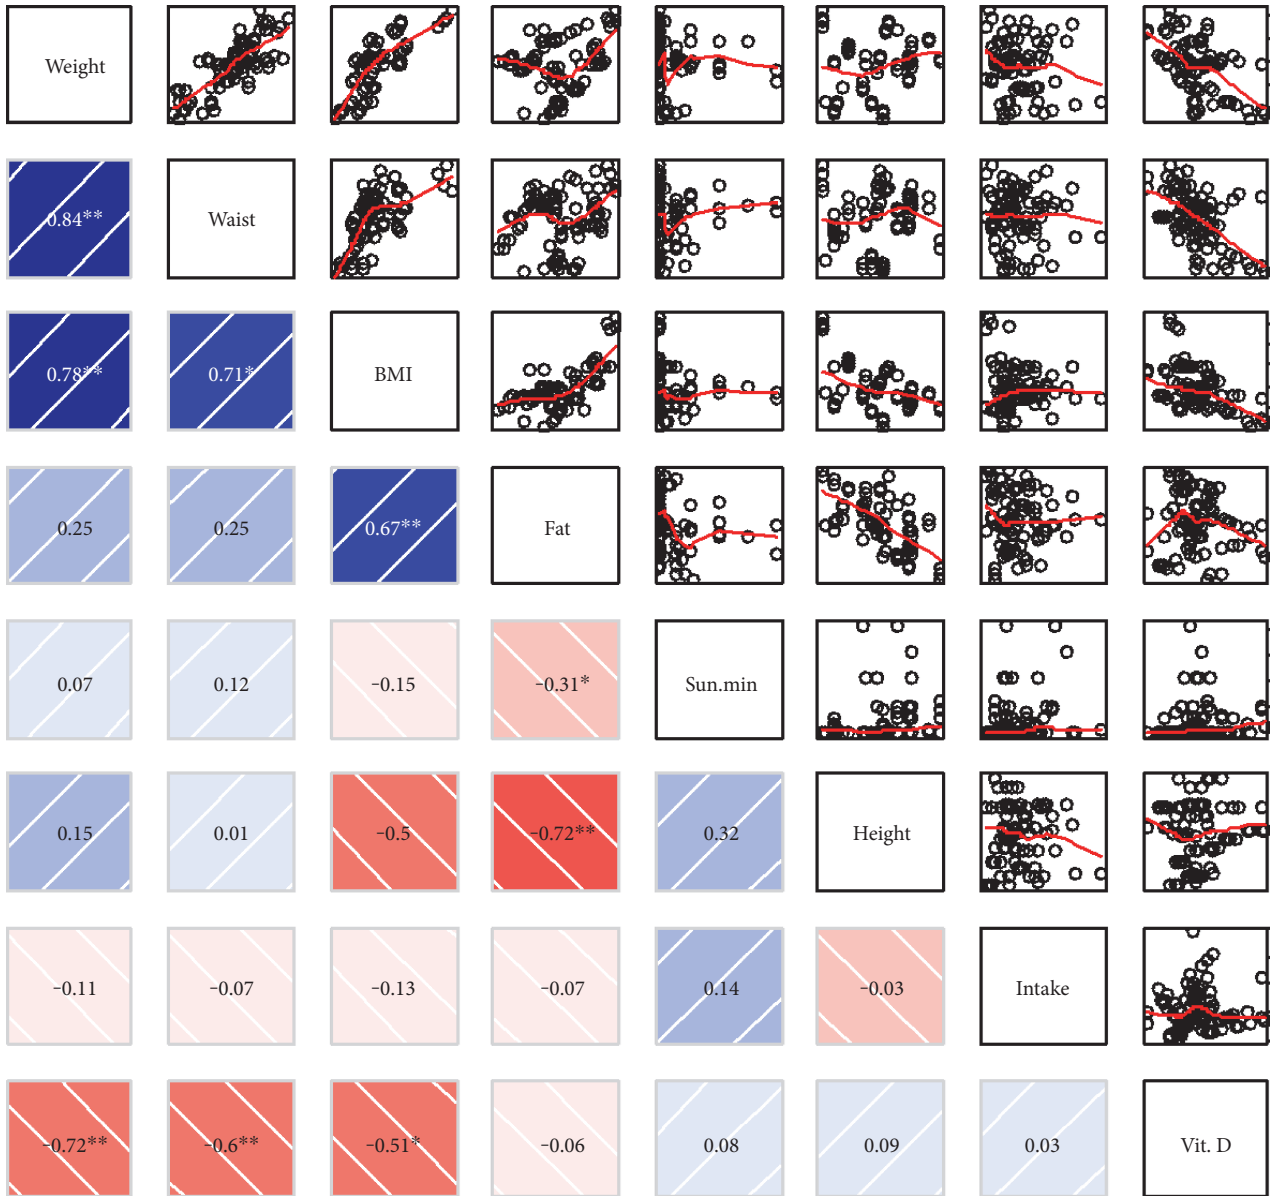 Weight
0.84** Waist
0.78** 0.71* BMI
0.25 0.25 0.67** Fat
0.07 0.12 -0.15 -0.31* Sun.min
0.15 0.01 -0.5 -0.72** 0.32 Height
-0.11 -0.07 -0.13 -0.07 0.14 -0.03 Intake
-0.72** -0.6** -0.51* -0.06 0.08 0.09 0.03 Vit. D